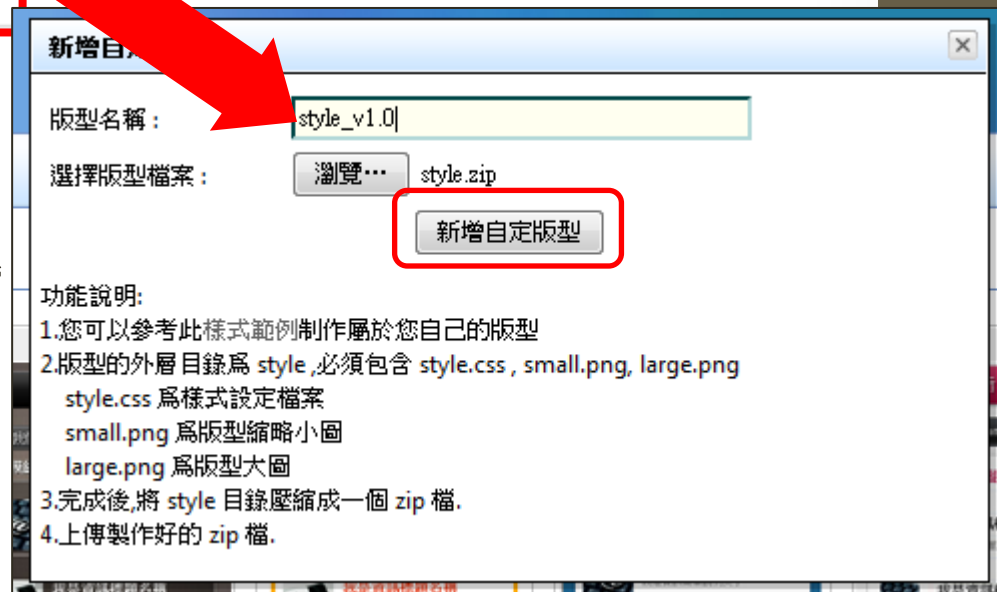 新增自
版型名稱：
style_v1.0
選擇版型檔案：
瀏覽… style.zip
新增自定版型
功能說明:
1.您可以參考此樣式範例制作屬於您自己的版型
2.版型的外層目錄爲 style ,必須包含 style.css , small.png, large.png
style.css 爲樣式設定檔案
small.png 爲版型縮略小圖
large.png 爲版型大圖
3.完成後,將 style 目錄壓縮成一個 zip 檔.
4.上傳製作好的 zip 檔.